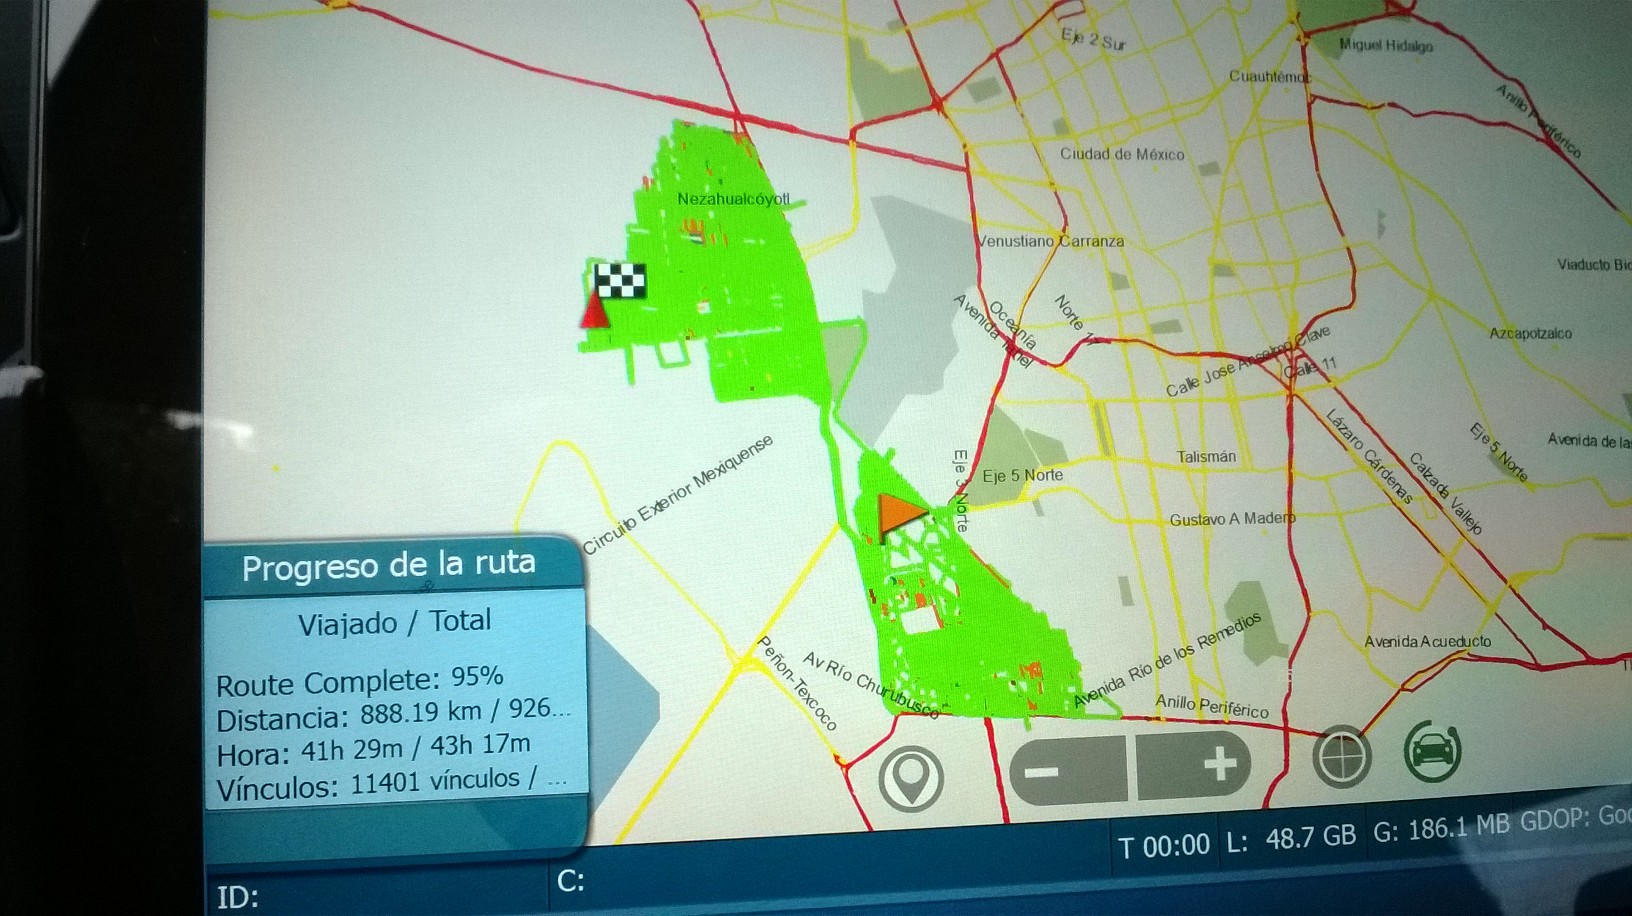 Eje 2 Sur
Miguel Hidalgo
Cuauhtémoc
Anillo Periférico
Ciudad de México
Nezahualcóyotl
Venustiano Carranza
Viaducto Bic
Avenida
Oceanía
Norte 17
Azcapotzalco
Calle Jose Anselmo Clave
Calle 11
Lázaro Cárdenas
Calzada Vallejo
Eje 5 Norte
Avenida de las
Circuito Exterior Mexiquense
Eje 3 Norte
Eje 5 Norte
Talismán
Gustavo A Madero
Progreso de la ruta
Viajado / Total
Route Complete: 95%
Distancia: 888.19 km / 926...
Hora: 41h 29m / 43h 17m
Vínculos: 11401 vínculos / ...
Peñon-Texcoco
Av Río Churubusco
Avenida Río de los Remedios
Anillo Periférico
Avenida Acueducto
T 00:00
L: 48.7 GB
G: 186.1 MB
GDOP: Goo
ID:
C: